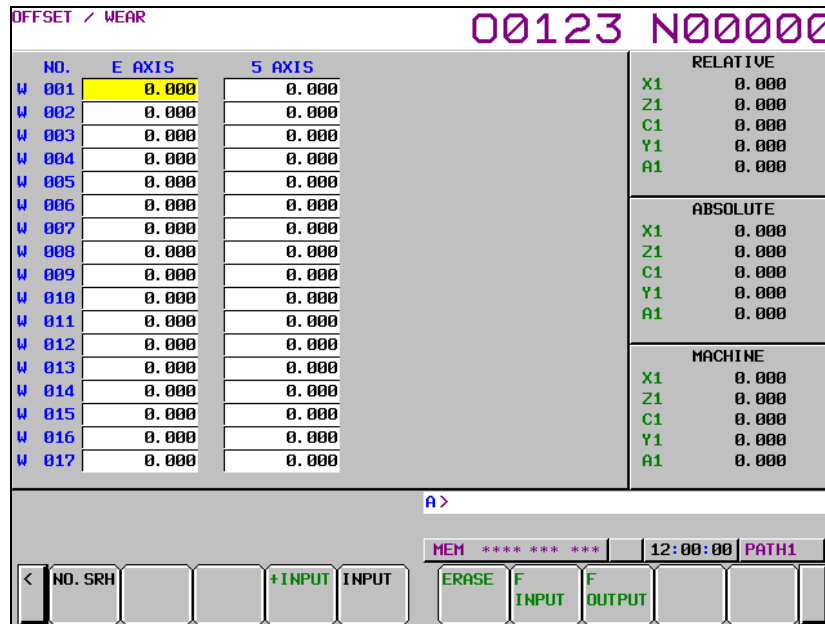 OFFSET / WEAR
O0123 N00000
NO. E AXIS 5 AXIS
W 001 0.000 0.000
W 002 0.000 0.000
W 003 0.000 0.000
W 004 0.000 0.000
W 005 0.000 0.000
W 006 0.000 0.000
W 007 0.000 0.000
W 008 0.000 0.000
W 009 0.000 0.000
W 010 0.000 0.000
W 011 0.000 0.000
W 012 0.000 0.000
W 013 0.000 0.000
W 014 0.000 0.000
W 015 0.000 0.000
W 016 0.000 0.000
W 017 0.000 0.000
RELATIVE
X1 0.000
Z1 0.000
C1 0.000
Y1 0.000
A1 0.000
ABSOLUTE
X1 0.000
Z1 0.000
C1 0.000
Y1 0.000
A1 0.000
MACHINE
X1 0.000
Z1 0.000
C1 0.000
Y1 0.000
A1 0.000
A>
MEM **** *** *** 12:00:00 PATH1
< NO.SRH +INPUT INPUT ERASE F INPUT F OUTPUT